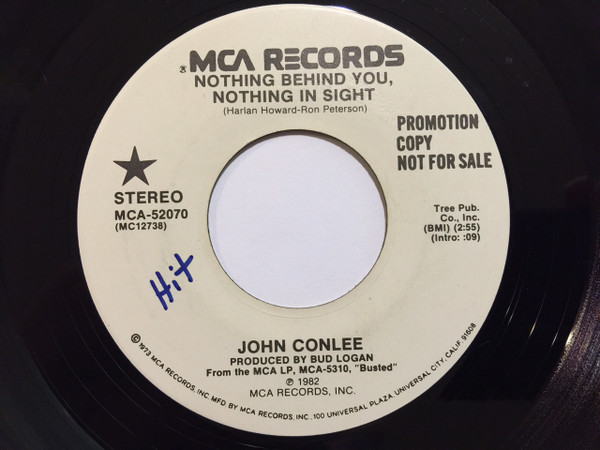 ®MCA RECORDS
NOTHING BEHIND YOU,
NOTHING IN SIGHT
(Harlan Howard-Ron Peterson)
PROMOTION
COPY
NOT FOR SALE
STEREO
MCA-52070
(MC12738)
Tree Pub.
Co., Inc.
(BMI) (2:55)
(Intro: :09)
Hit
JOHN CONLEE
PRODUCED BY BUD LOGAN
From the MCA LP, MCA-5310, "Busted"
℗ 1982
MCA RECORDS, INC.
©1973 MCA RECORDS, INC. MFD BY MCA RECORDS, INC. 100 UNIVERSAL PLAZA, UNIVERSAL CITY, CALIF. 91608